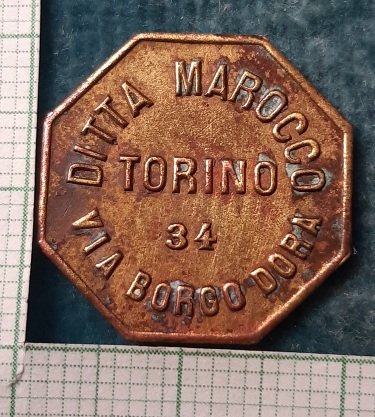 DITTA MAROCCO
TORINO
34
VIA BORGO DORA